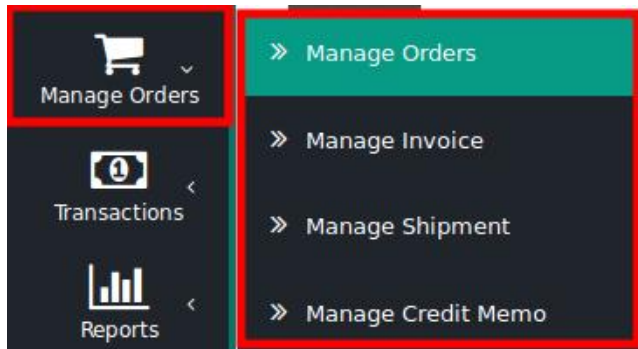 Manage Orders
Transactions
Reports
Manage Orders
Manage Invoice
Manage Shipment
Manage Credit Memo